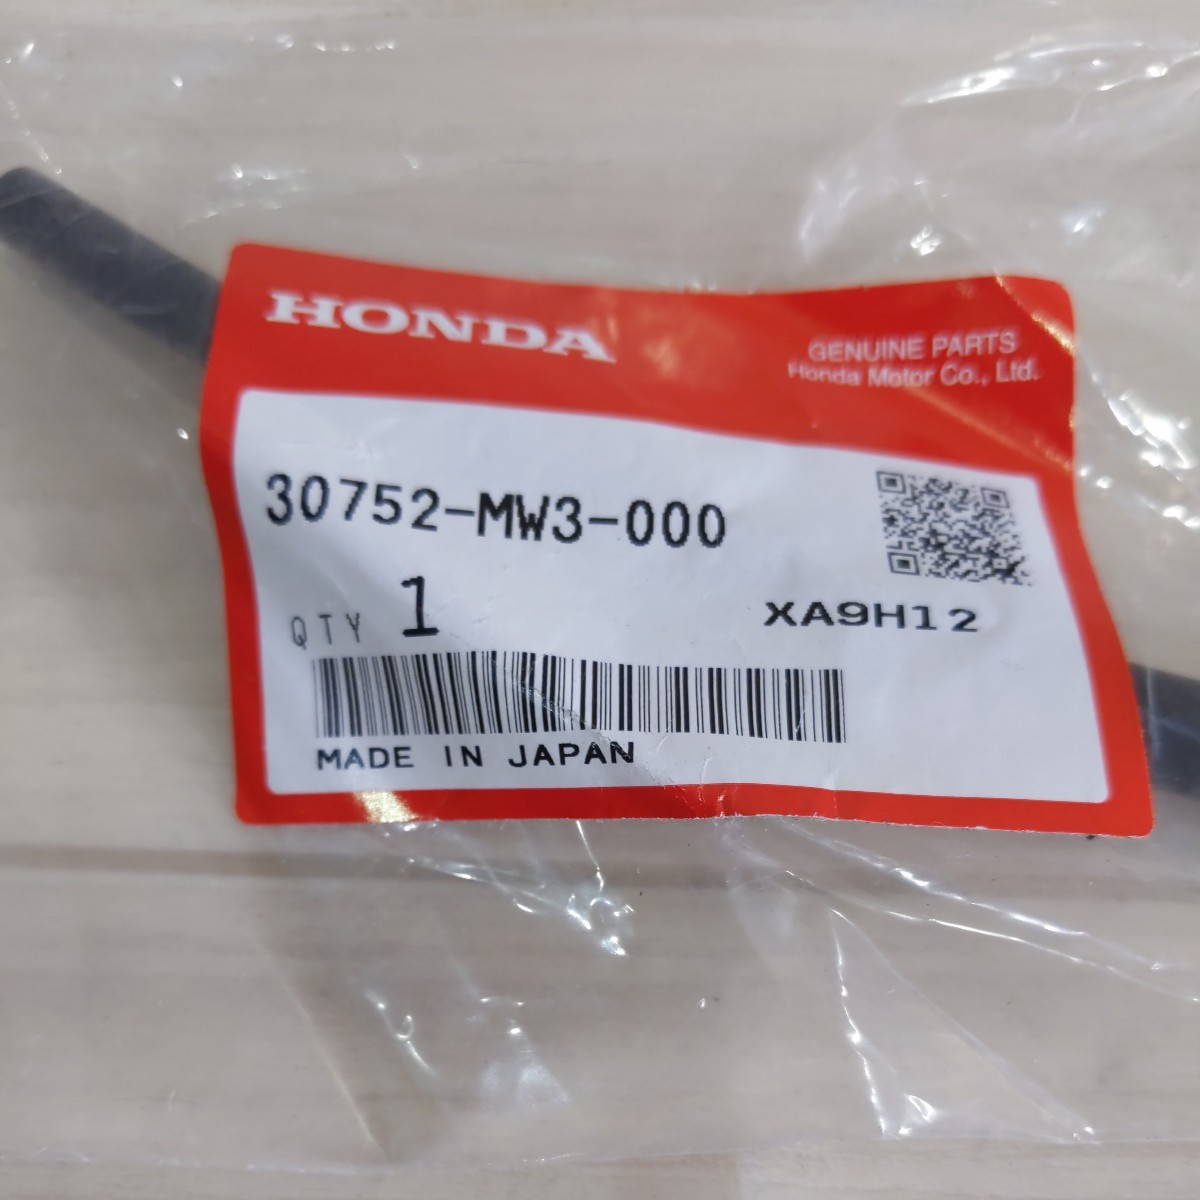 HONDA
GENUINE PARTS
Honda Motor Co., Ltd.
30752-MW3-000
QTY 1
XA9H12
MADE IN JAPAN